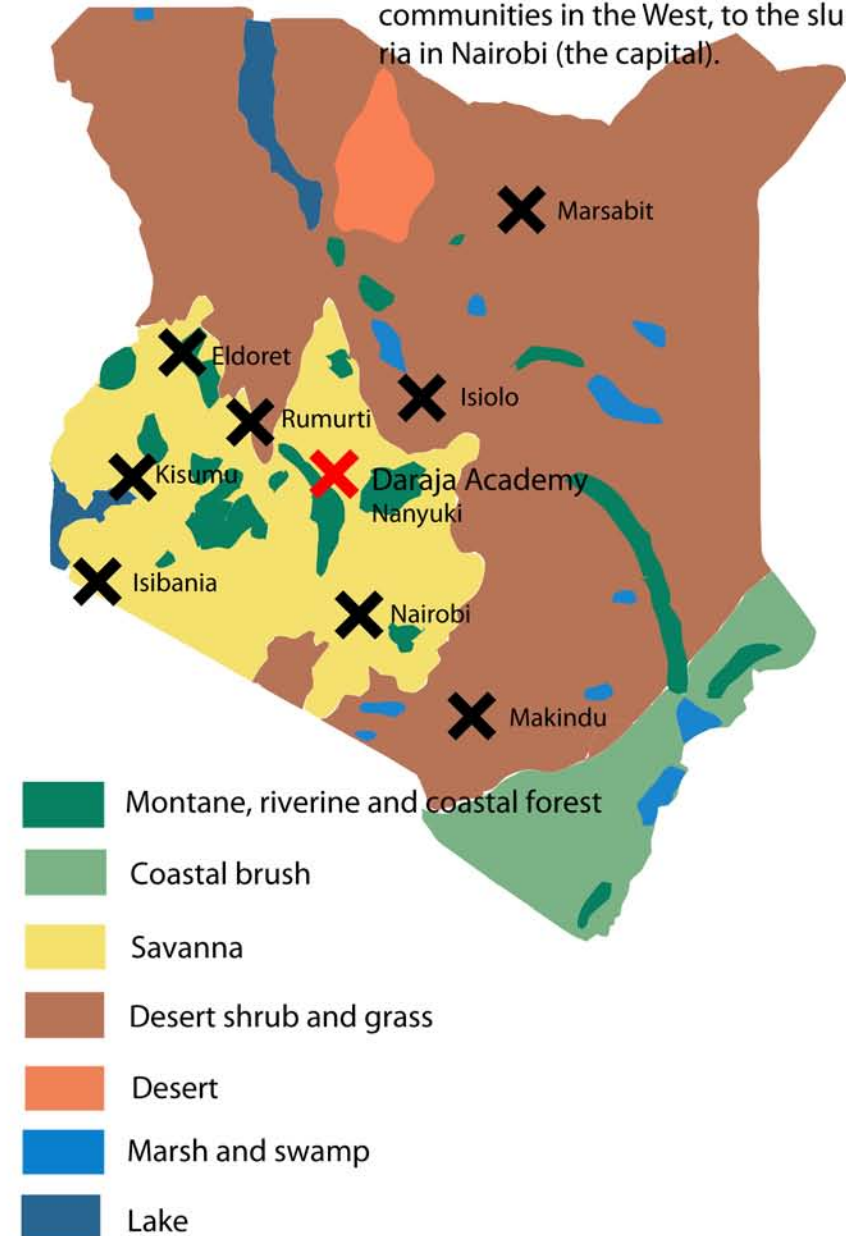 communities in the West, to the slu
ria in Nairobi (the capital).
Marsabit
Eldoret
Isiolo
Rumurti
Kisumu
Daraja Academy
Nanyuki
Isibania
Nairobi
Makindu
Montane, riverine and coastal forest
Coastal brush
Savanna
Desert shrub and grass
Desert
Marsh and swamp
Lake